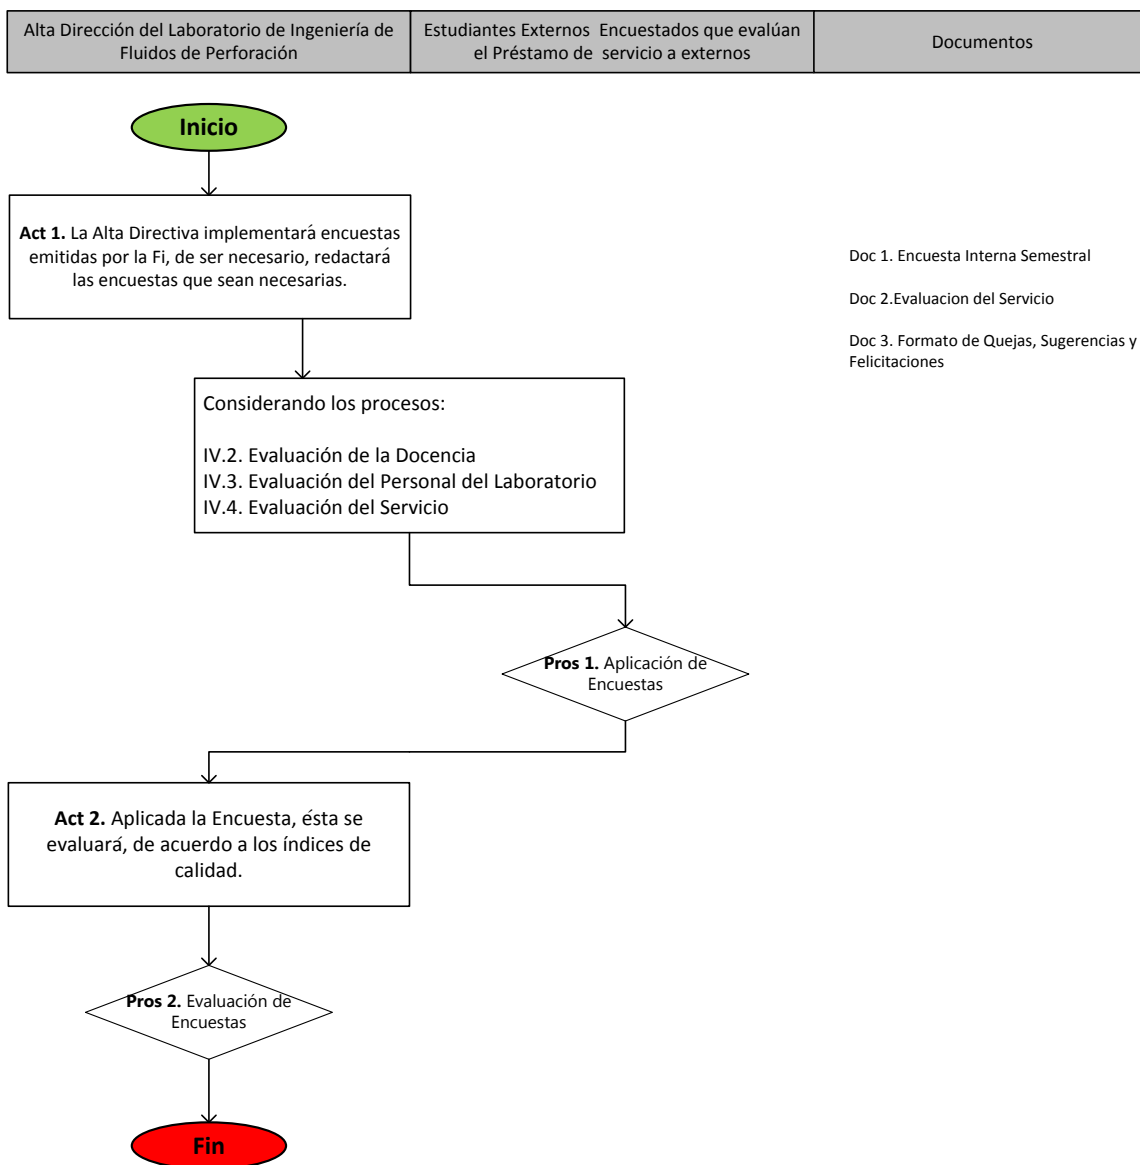 Alta Dirección del Laboratorio de Ingeniería de
Fluidos de Perforación
Estudiantes Externos Encuestados que evalúan
el Préstamo de servicio a externos
Documentos
Inicio
Act 1. La Alta Directiva implementará encuestas
emitidas por la Fi, de ser necesario, redactará
las encuestas que sean necesarias.
Doc 1. Encuesta Interna Semestral
Doc 2.Evaluacion del Servicio
Doc 3. Formato de Quejas, Sugerencias y
Felicitaciones
Considerando los procesos:
IV.2. Evaluación de la Docencia
IV.3. Evaluación del Personal del Laboratorio
IV.4. Evaluación del Servicio
Pros 1. Aplicación de
Encuestas
Act 2. Aplicada la Encuesta, ésta se
evaluará, de acuerdo a los índices de
calidad.
Pros 2. Evaluación de
Encuestas
Fin